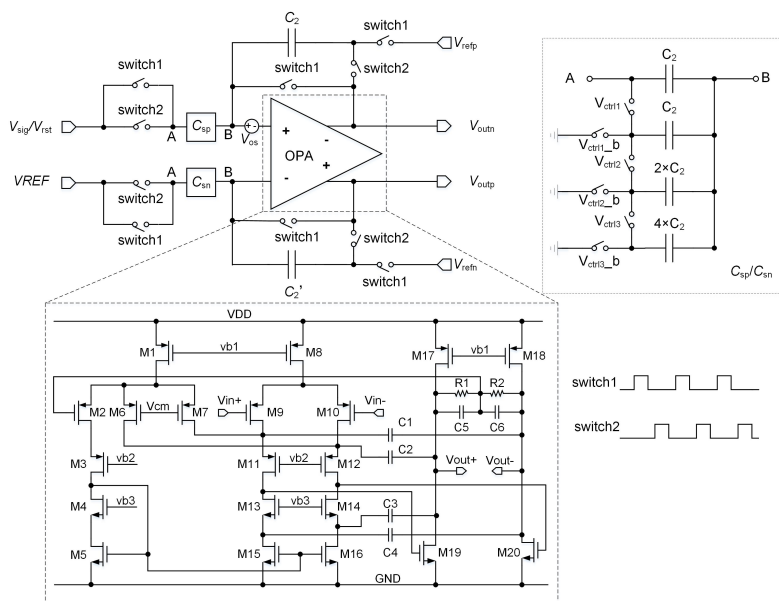 C₂
switch1
Vrefp
switch1
switch1
switch2
switch2
Vsig/Vrst
A
Csp
B
Vos
+
-
OPA
Voutn
VREF
A
Csn
B
-
+
Voutp
switch2
switch1
switch1
switch2
C₂'
switch1
Vrefn
C₂
A
B
Vctrl1
C₂
Vctrl1_b
Vctrl2
2×C₂
Vctrl2_b
Vctrl3
4×C₂
Vctrl3_b
Csp/Csn
VDD
M1
vb1
M8
M17
vb1
M18
R1
R2
M2
M6
Vcm
M7
Vin+
M9
M10
Vin-
C5
C6
C1
C2
M3
vb2
M11
vb2
M12
Vout+
Vout-
M4
vb3
M13
vb3
M14
C3
M5
M15
M16
C4
M19
M20
GND
switch1
switch2